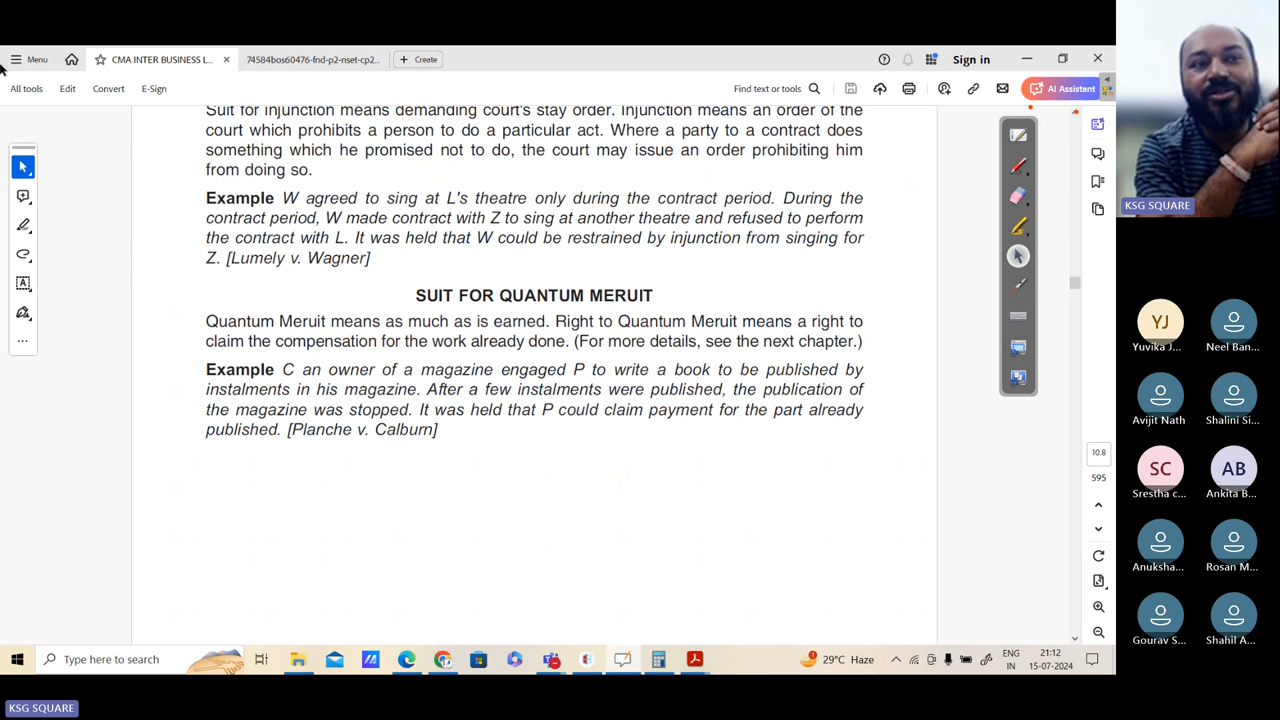 Menu
CMA INTER BUSINESS L...
74584bos60476-fnd-p2-nset-cp2...
Create
Sign in
All tools
Edit
Convert
E-Sign
Find text or tools
AI Assistant
Suit for injunction means demanding court's stay order. Injunction means an order of the
court which prohibits a person to do a particular act. Where a party to a contract does
something which he promised not to do, the court may issue an order prohibiting him
from doing so.
Example W agreed to sing at L's theatre only during the contract period. During the
contract period, W made contract with Z to sing at another theatre and refused to perform
the contract with L. It was held that W could be restrained by injunction from singing for
Z. [Lumely v. Wagner]
SUIT FOR QUANTUM MERUIT
Quantum Meruit means as much as is earned. Right to Quantum Meruit means a right to
claim the compensation for the work already done. (For more details, see the next chapter.)
Example C an owner of a magazine engaged P to write a book to be published by
instalments in his magazine. After a few instalments were published, the publication of
the magazine was stopped. It was held that P could claim payment for the part already
published. [Planche v. Calburn]
10.8
595
KSG SQUARE
YJ
Yuvika J...
Neel Ban...
Avijit Nath
Shalini Si...
SC
Srestha c...
AB
Ankita B...
Anuksha...
Rosan M...
Gourav S...
Shahil A...
Type here to search
1
29°C Haze
ENG
IN
21:12
15-07-2024
KSG SQUARE